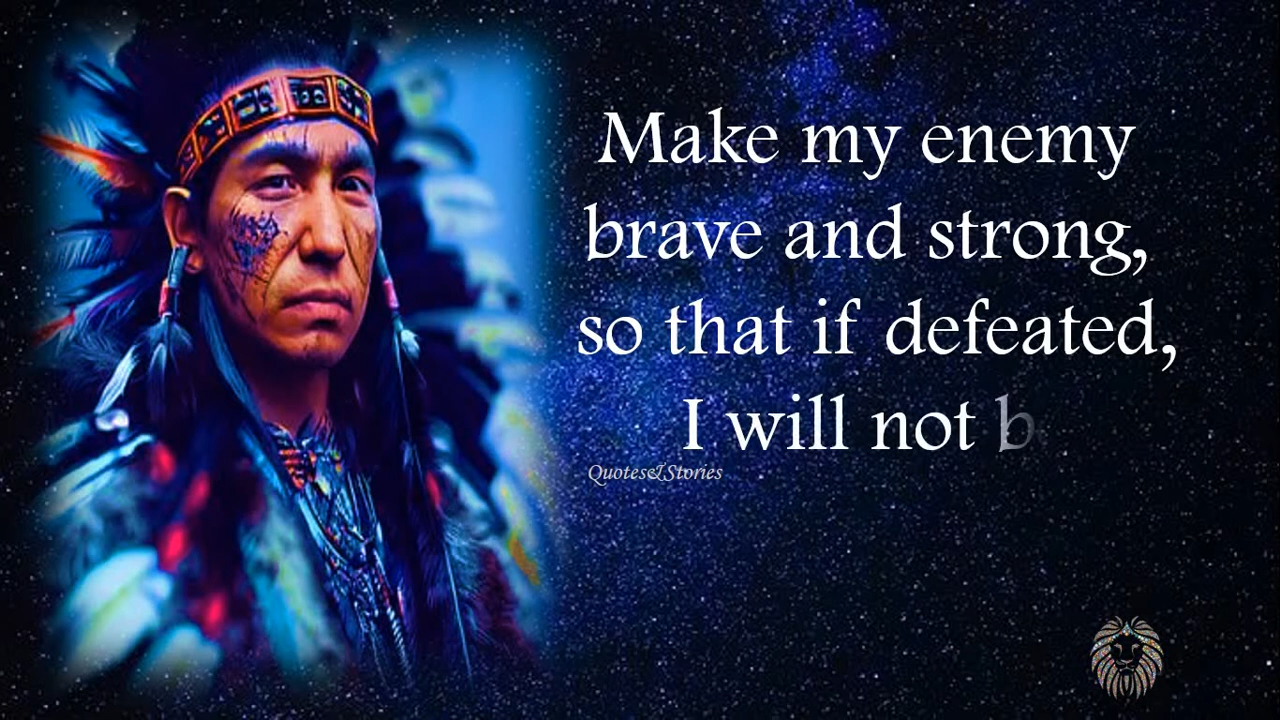 Make my enemy
brave and strong,
so that if defeated,
I will not b
Quotes&Stories